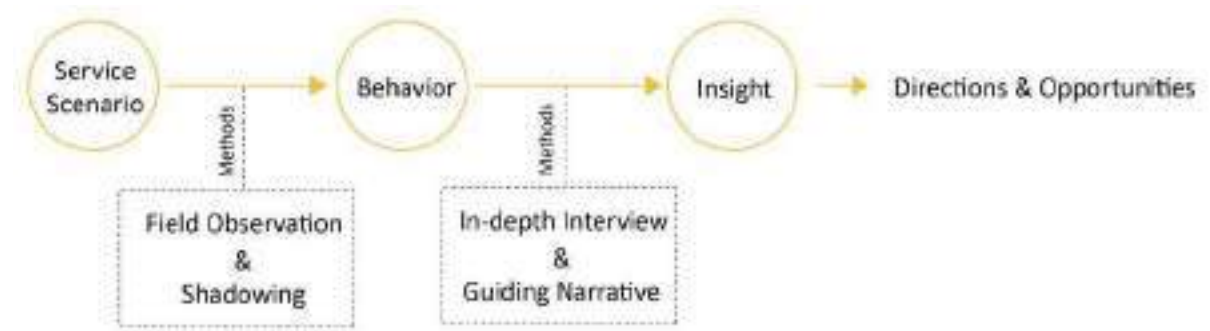 Service
Scenario
Behavior
Insight
Directions & Opportunities
Methods
Methods
Field Observation
&
Shadowing
In-depth Interview
&
Guiding Narrative